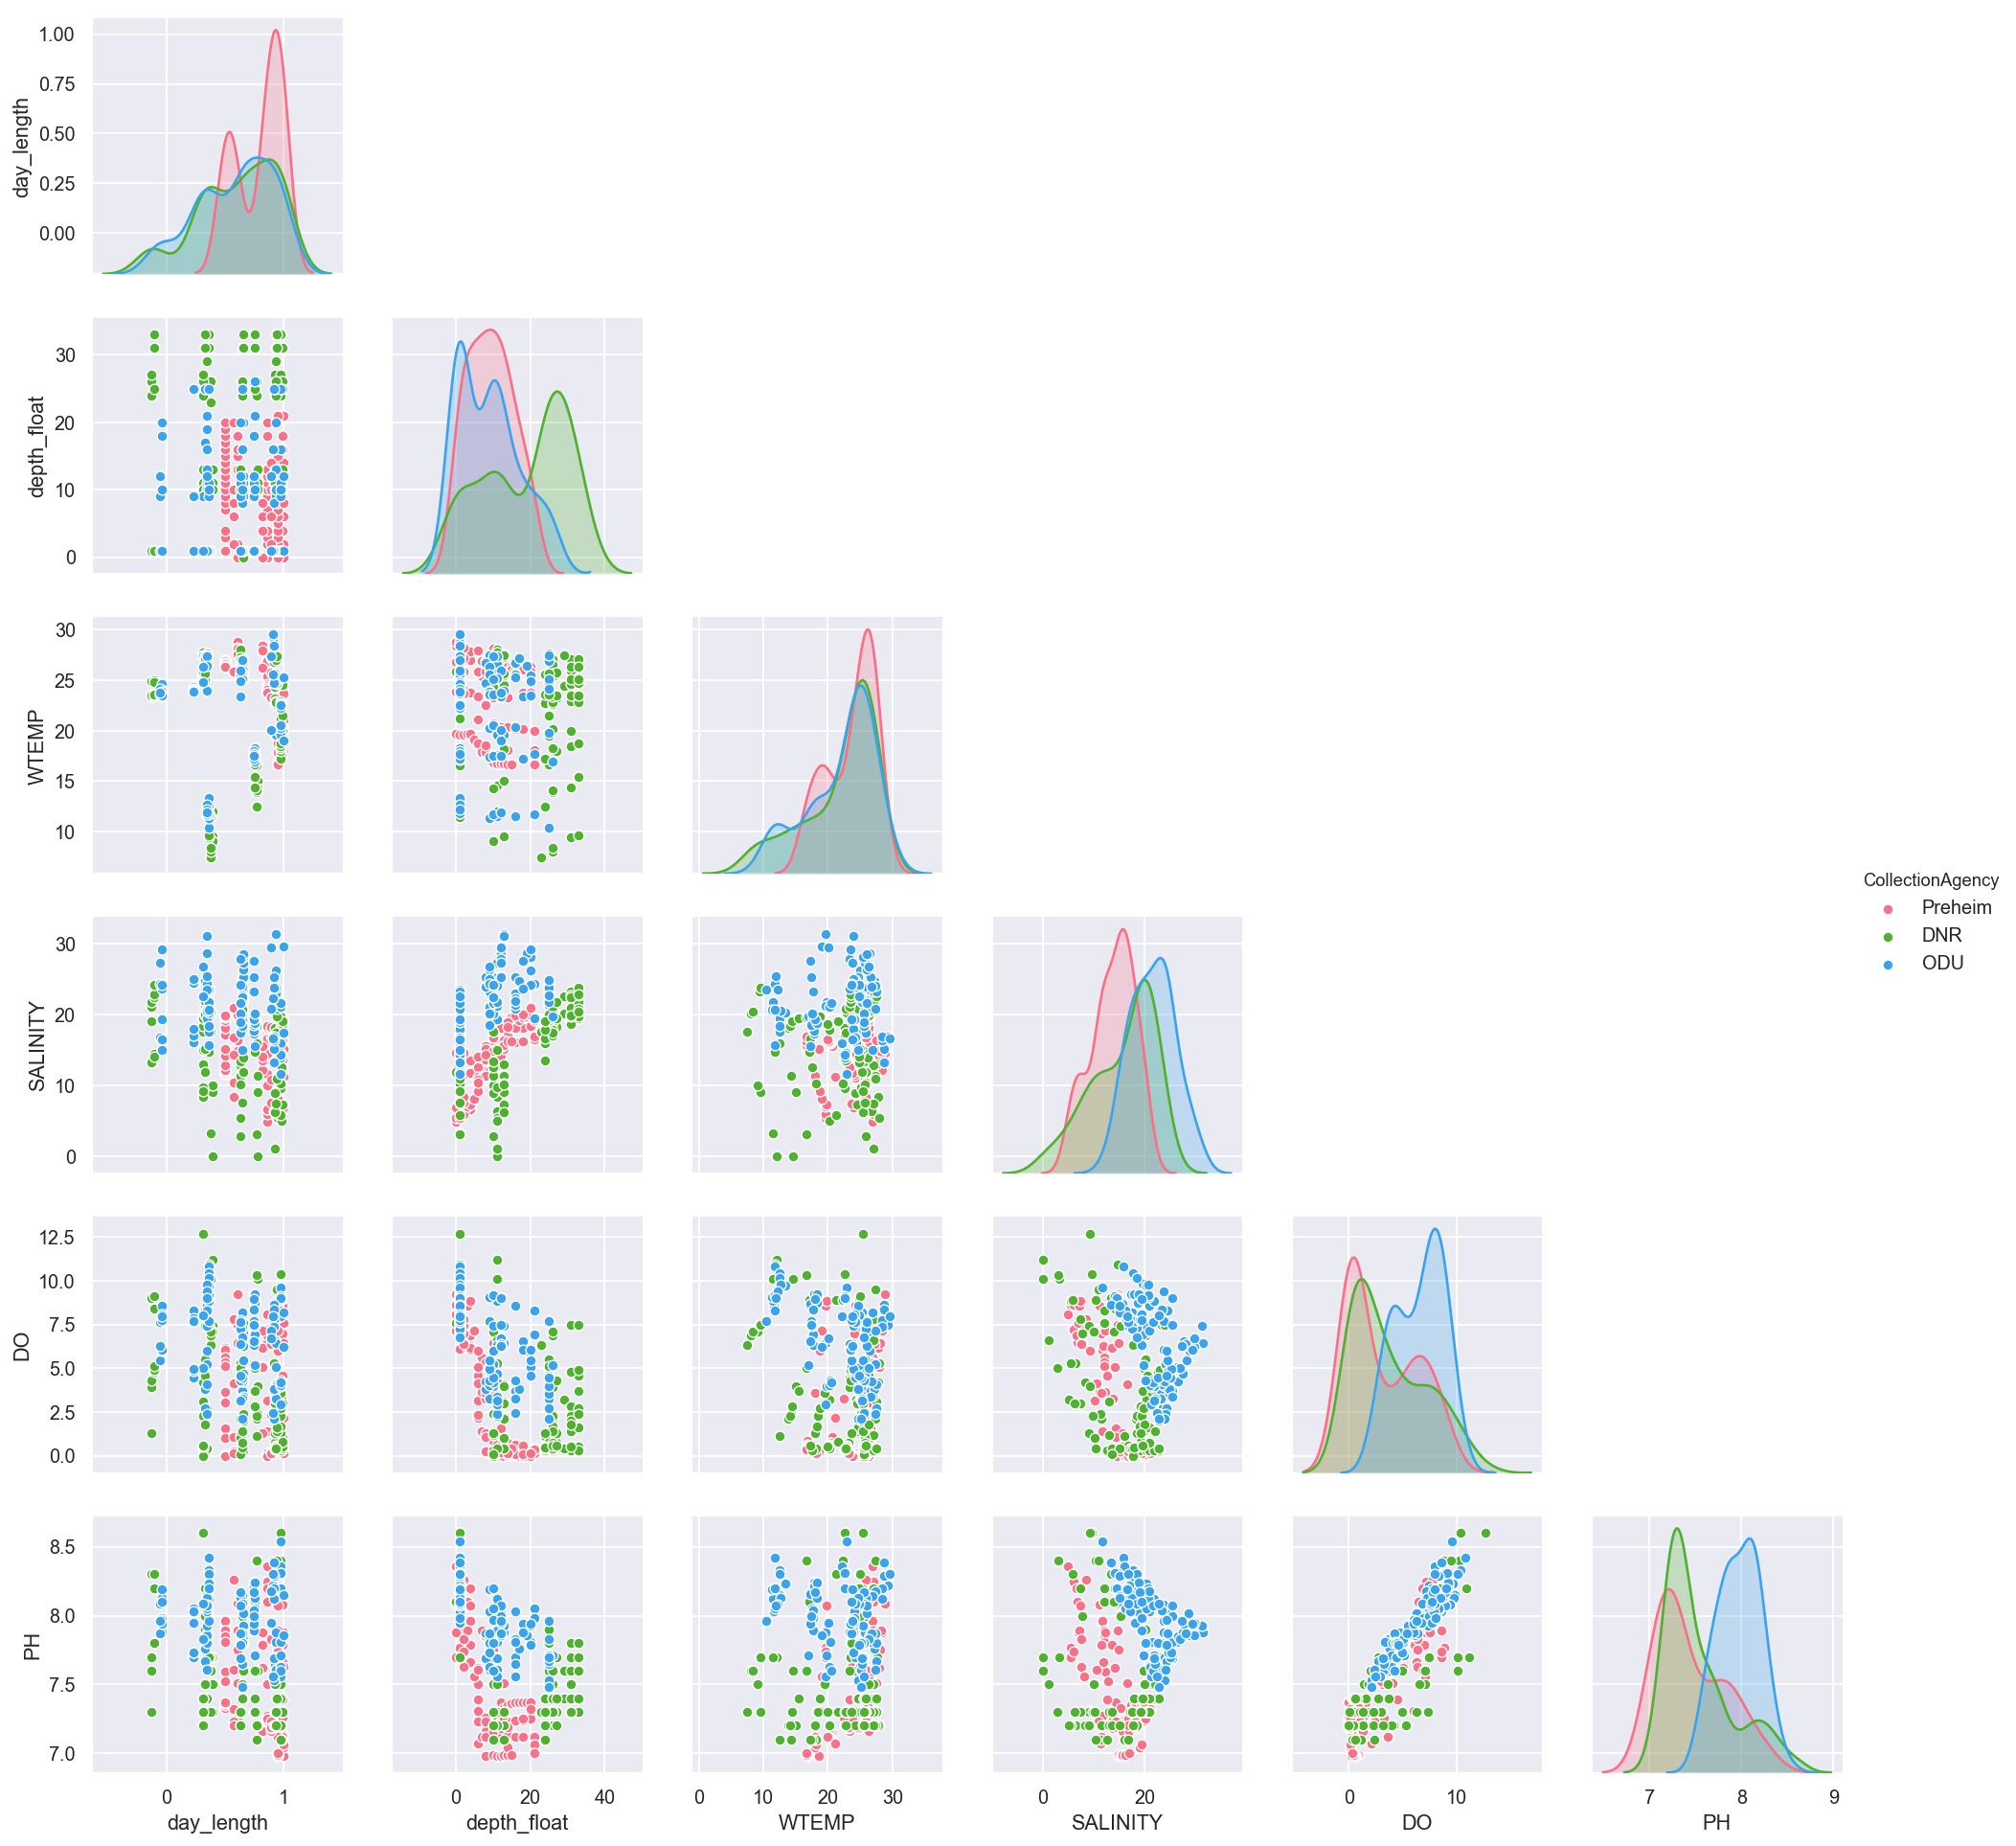 1.00
0.75
0.50
0.25
0.00
day_length
30
20
10
0
depth_float
30
25
20
15
10
WTEMP
CollectionAgency
Preheim
DNR
ODU
30
20
10
0
SALINITY
12.5
10.0
7.5
5.0
2.5
0.0
DO
8.5
8.0
7.5
7.0
PH
0 1
day_length
0 20 40
depth_float
0 10 20 30
WTEMP
0 20
SALINITY
0 10
DO
7 8 9
PH